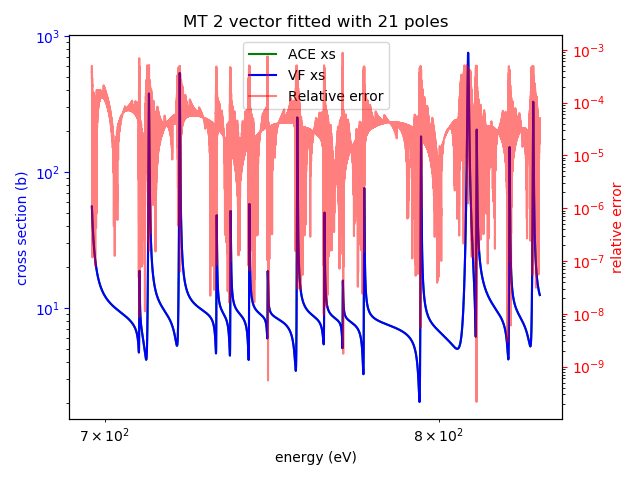 MT 2 vector fitted with 21 poles
ACE xs
VF xs
Relative error
10³
10²
10¹
cross section (b)
10⁻³
10⁻⁴
10⁻⁵
10⁻⁶
10⁻⁷
10⁻⁸
10⁻⁹
relative error
7 × 10²
8 × 10²
energy (eV)